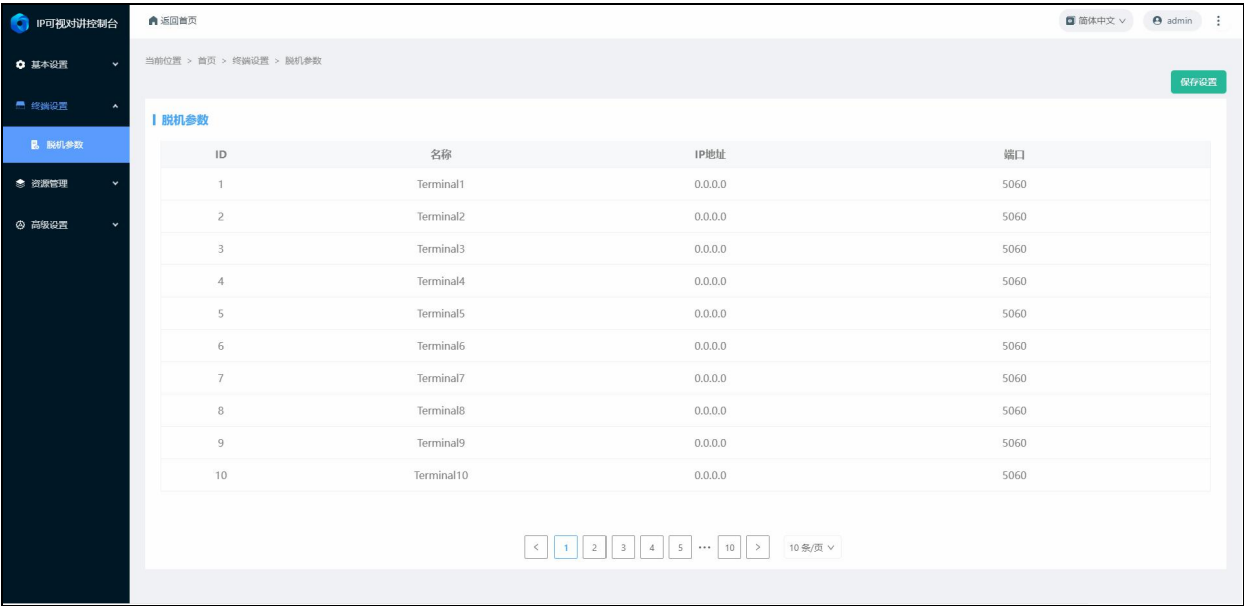 IP可视对讲控制台
返回首页
简体中文
admin
基本设置
当前位置 > 首页 > 终端设置 > 脱机参数
保存设置
终端设置
脱机参数
脱机参数
ID 名称 IP地址 端口
1 Terminal1 0.0.0.0 5060
资源管理
2 Terminal2 0.0.0.0 5060
高级设置
3 Terminal3 0.0.0.0 5060
4 Terminal4 0.0.0.0 5060
5 Terminal5 0.0.0.0 5060
6 Terminal6 0.0.0.0 5060
7 Terminal7 0.0.0.0 5060
8 Terminal8 0.0.0.0 5060
9 Terminal9 0.0.0.0 5060
10 Terminal10 0.0.0.0 5060
< 1 2 3 4 5 ••• 10 > 10 条/页